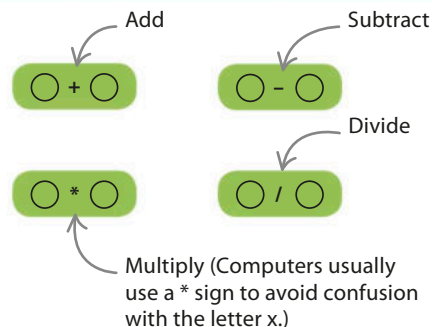 Add
Subtract
+
-
Divide
*
/
Multiply (Computers usually
use a * sign to avoid confusion
with the letter x.)